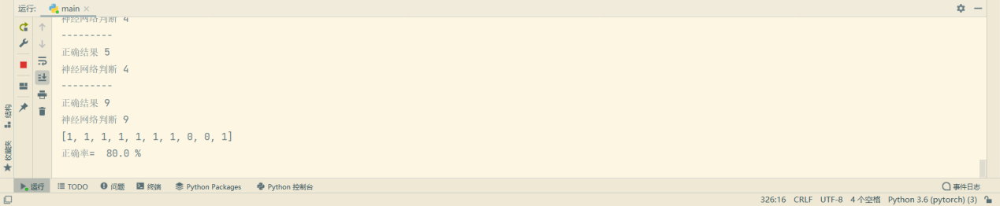 运行:
main
神经网络判断 4
---------
正确结果 5
神经网络判断 4
---------
正确结果 9
神经网络判断 9
[1, 1, 1, 1, 1, 1, 1, 0, 0, 1]
正确率=  80.0 %
结构
收藏夹
运行
TODO
问题
终端
Python Packages
Python 控制台
事件日志
326:16
CRLF
UTF-8
4 个空格
Python 3.6 (pytorch) (3)